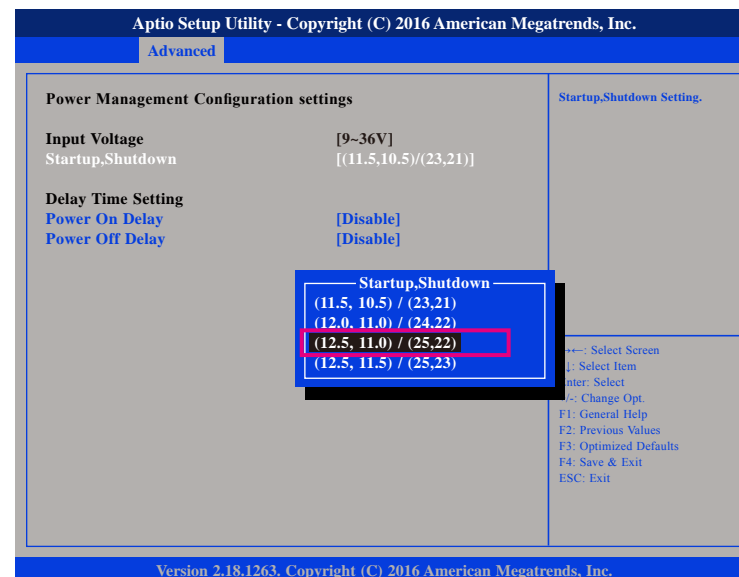 Aptio Setup Utility - Copyright (C) 2016 American Megatrends, Inc.
Advanced
Power Management Configuration settings
Input Voltage [9~36V]
Startup,Shutdown [(11.5,10.5)/(23,21)]
Delay Time Setting
Power On Delay [Disable]
Power Off Delay [Disable]
Startup,Shutdown
(11.5, 10.5) / (23,21)
(12.0, 11.0) / (24.22)
(12.5, 11.0) / (25,22)
(12.5, 11.5) / (25,23)
Startup,Shutdown Setting.
→←: Select Screen
↓: Select Item
nter: Select
/-: Change Opt.
F1: General Help
F2: Previous Values
F3: Optimized Defaults
F4: Save & Exit
ESC: Exit
Version 2.18.1263. Copyright (C) 2016 American Megatrends, Inc.